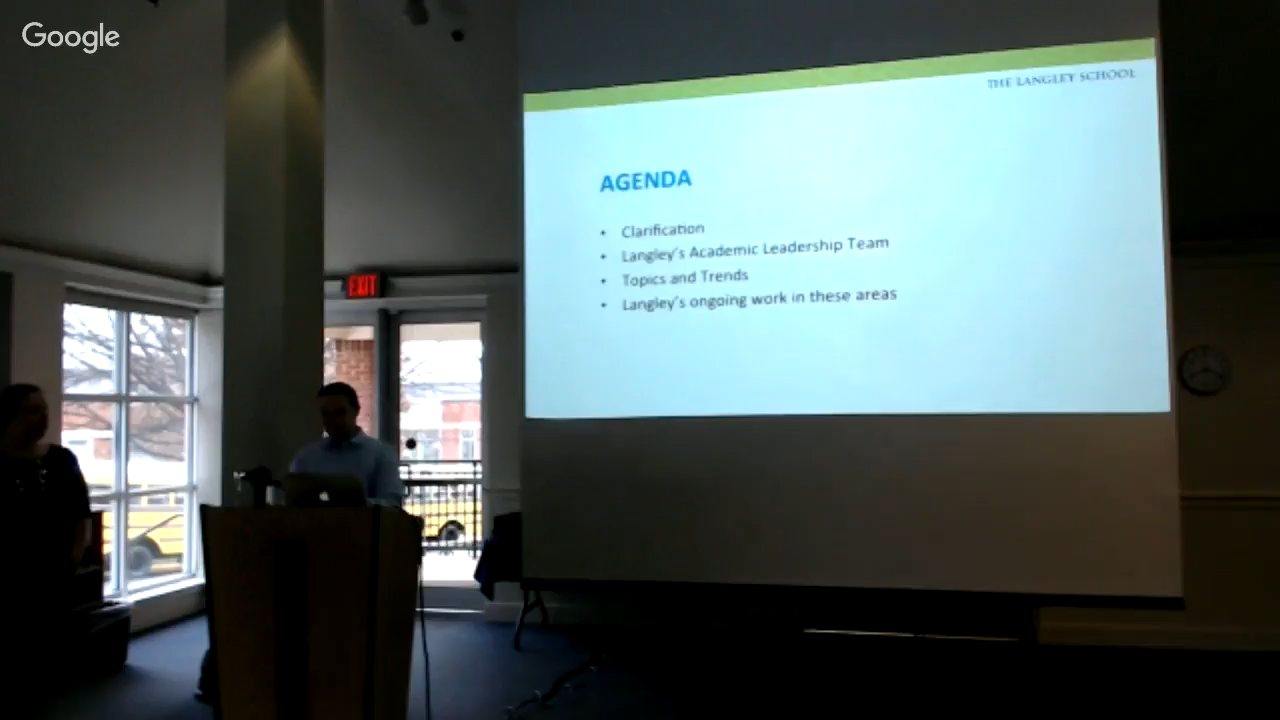 Google
THE LANGLEY SCHOOL
AGENDA
• Clarification
• Langley's Academic Leadership Team
• Topics and Trends
• Langley's ongoing work in these areas
EXIT